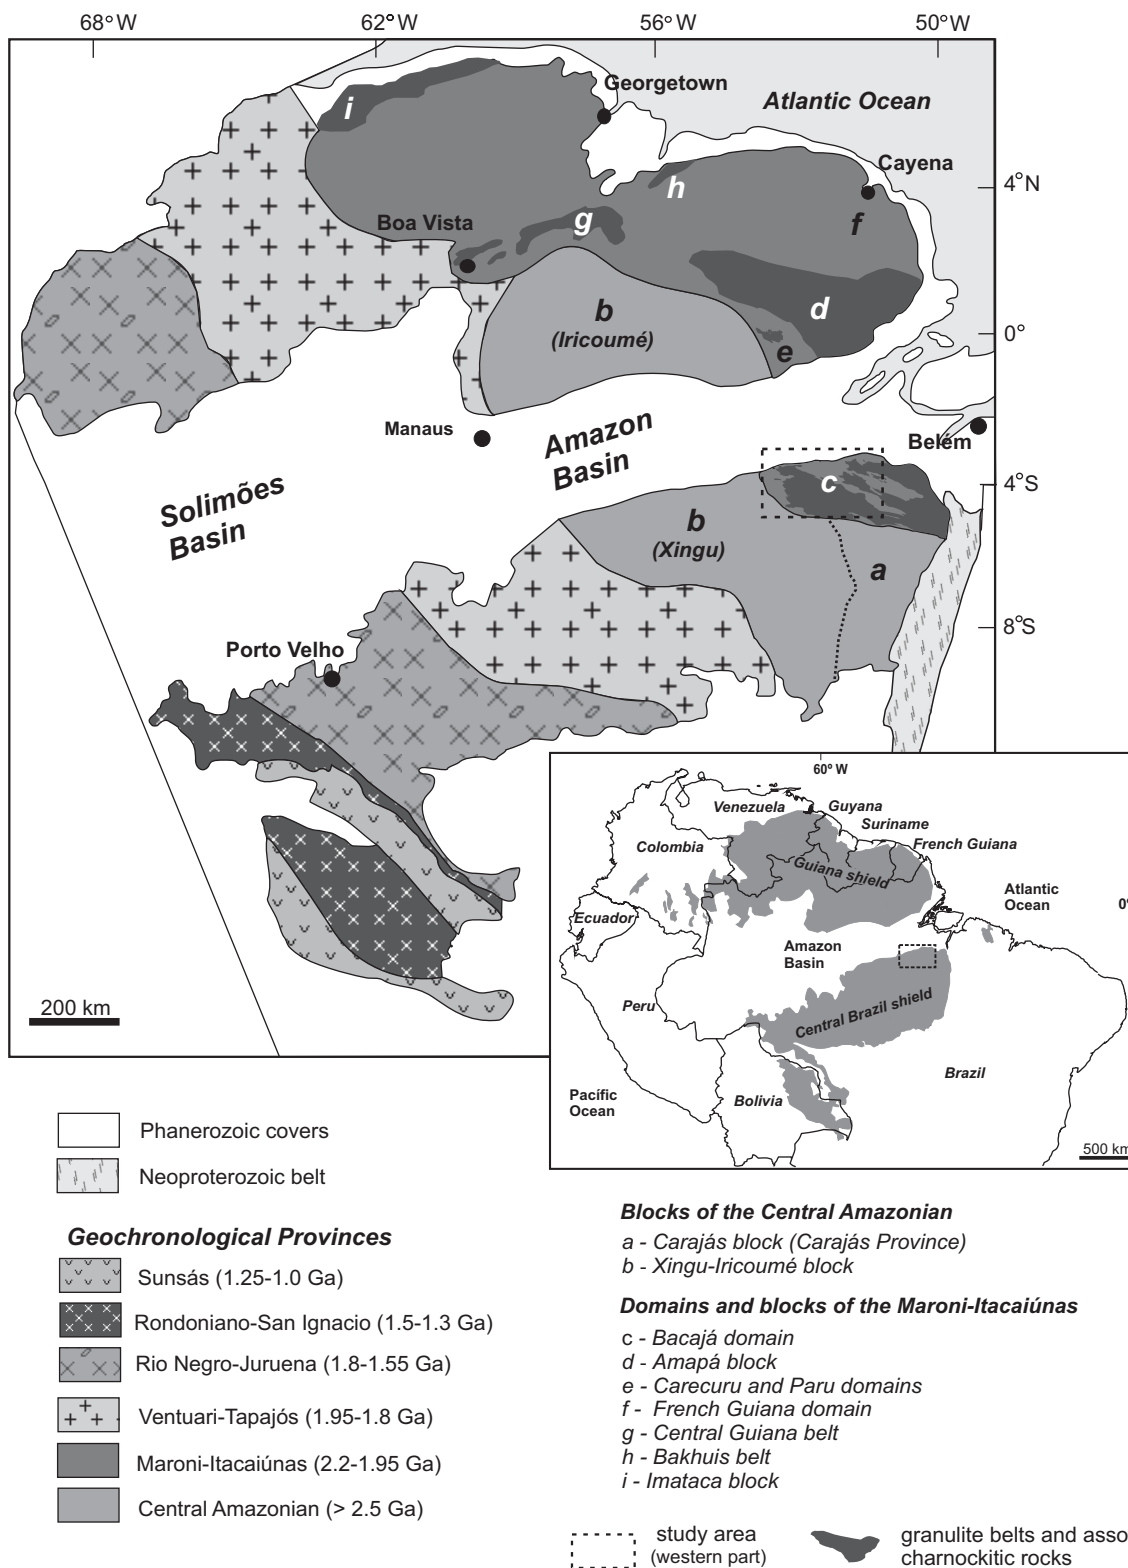 68°W
62°W
56°W
50°W
Georgetown
Atlantic Ocean
i
Cayena
4°N
h
f
g
Boa Vista
d
b
(Iricoumé)
0°
e
Manaus
Amazon
Basin
Belém
c
4°S
Solimões
Basin
b
(Xingu)
a
8°S
Porto Velho
200 km
60° W
Venezuela
Guyana
Suriname
French Guiana
Colombia
Guiana shield
Atlantic
Ocean
0°
Ecuador
Amazon
Basin
Peru
Central Brazil shield
Brazil
Bolivia
Pacífic
Ocean
500 km
Phanerozoic covers
Neoproterozoic belt
Geochronological Provinces
Sunsás (1.25-1.0 Ga)
Rondoniano-San Ignacio (1.5-1.3 Ga)
Rio Negro-Juruena (1.8-1.55 Ga)
Ventuari-Tapajós (1.95-1.8 Ga)
Maroni-Itacaiúnas (2.2-1.95 Ga)
Central Amazonian (> 2.5 Ga)
Blocks of the Central Amazonian
a - Carajás block (Carajás Province)
b - Xingu-Iricoumé block
Domains and blocks of the Maroni-Itacaiúnas
c - Bacajá domain
d - Amapá block
e - Carecuru and Paru domains
f - French Guiana domain
g - Central Guiana belt
h - Bakhuis belt
i - Imataca block
study area
(western part)
granulite belts and asso
charnockitic rocks